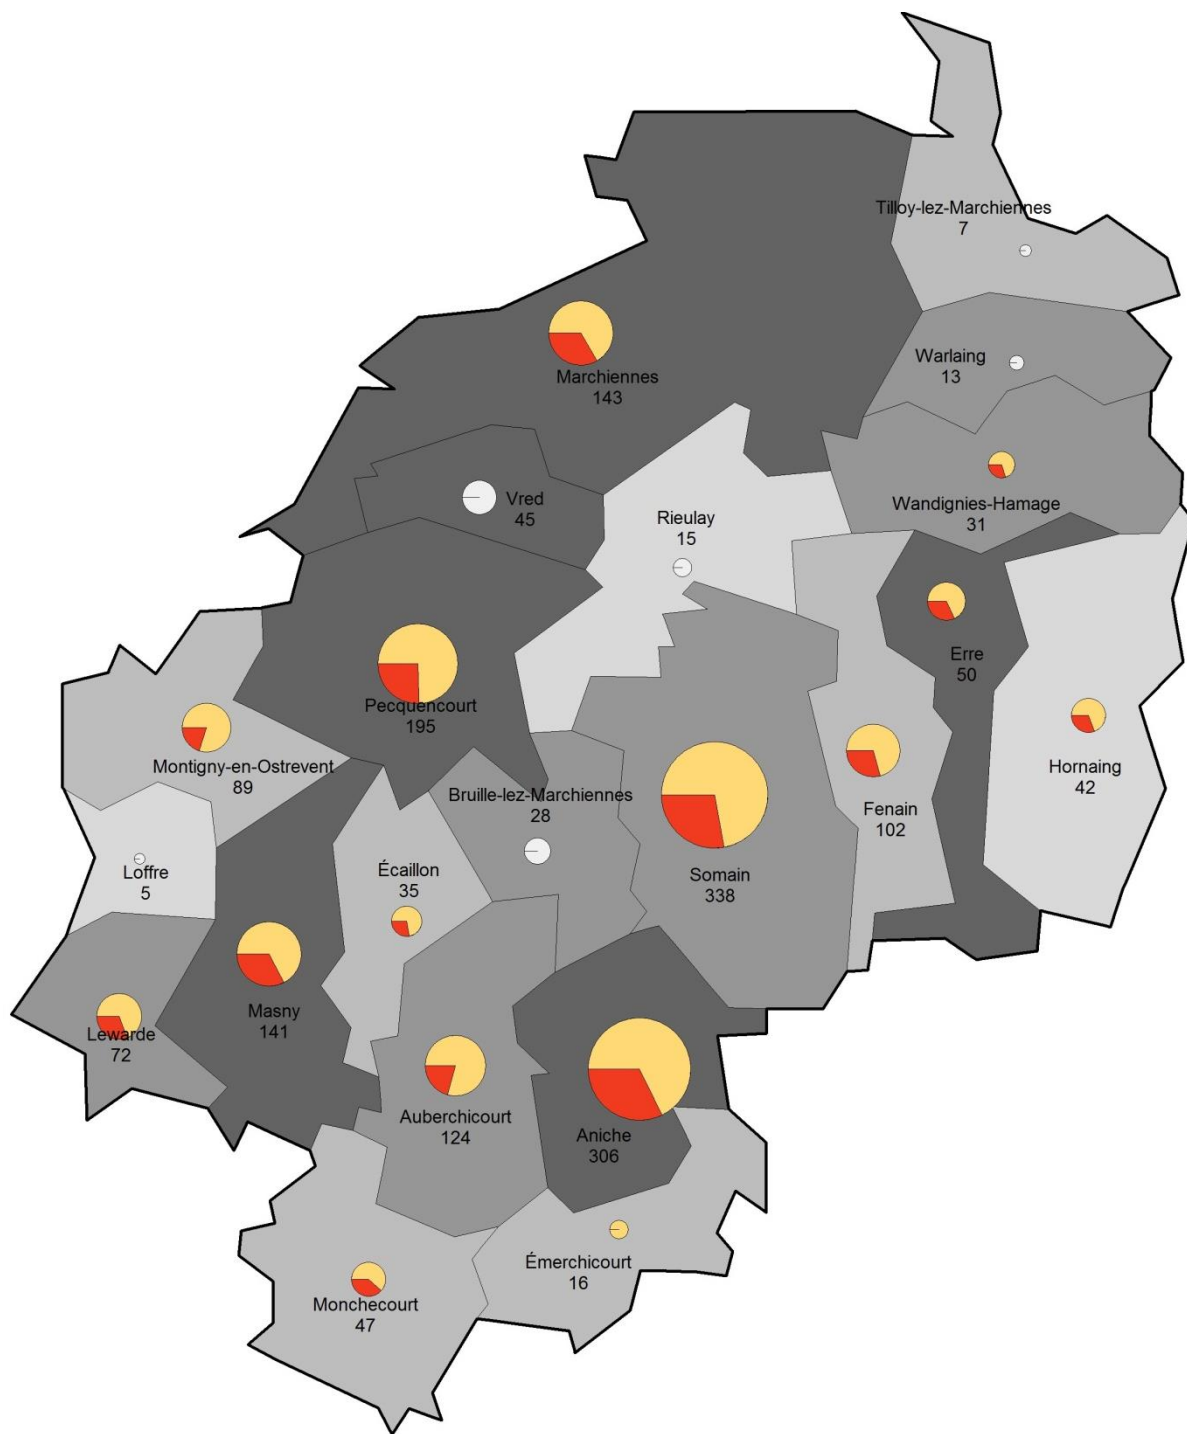 Tilloy-lez-Marchiennes
7
Warlaing
13
Marchiennes
143
Vred
45
Wandignies-Hamage
31
Rieulay
15
Erre
50
Pecquencourt
195
Montigny-en-Ostrevent
89
Hornaing
42
Bruille-lez-Marchiennes
28
Fenain
102
Loffre
5
Écaillon
35
Somain
338
Masny
141
Lewarde
72
Auberchicourt
124
Aniche
306
Émerchicourt
16
Monchecourt
47